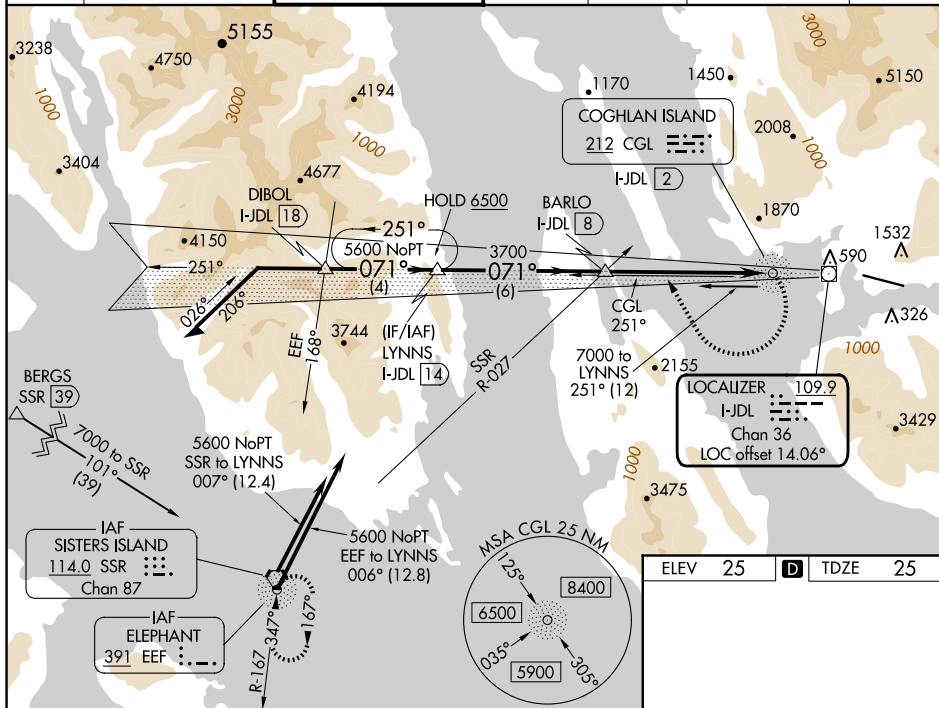 5155
3238
4750
4194
1000
3000
1000
3404
4677
4150
3744
1170
1450
3000
5150
2008
1000
1870
1532
590
326
1000
3429
2155
1000
3475
COGHLAN ISLAND
212 CGL
I-JDL 2
DIBOL
I-JDL 18
HOLD 6500
BARLO
I-JDL 8
251°
5600 NoPT
071°
(4)
3700
071°
(6)
251°
026°
206°
EEF
168°
(IF/IAF)
LYNNS
I-JDL 14
SSR
R-027
CGL
251°
7000 to
LYNNS
251° (12)
LOCALIZER 109.9
I-JDL
Chan 36
LOC offset 14.06°
BERGS
SSR 39
7000 to SSR
101°
(39)
5600 NoPT
SSR to LYNNS
007° (12.4)
5600 NoPT
EEF to LYNNS
006° (12.8)
IAF
SISTERS ISLAND
114.0 SSR
Chan 87
IAF
ELEPHANT
391 EEF
R-167
347°
167°
MSA CGL 25 NM
125°
8400
6500
035°
5900
305°
ELEV 25 D TDZE 25